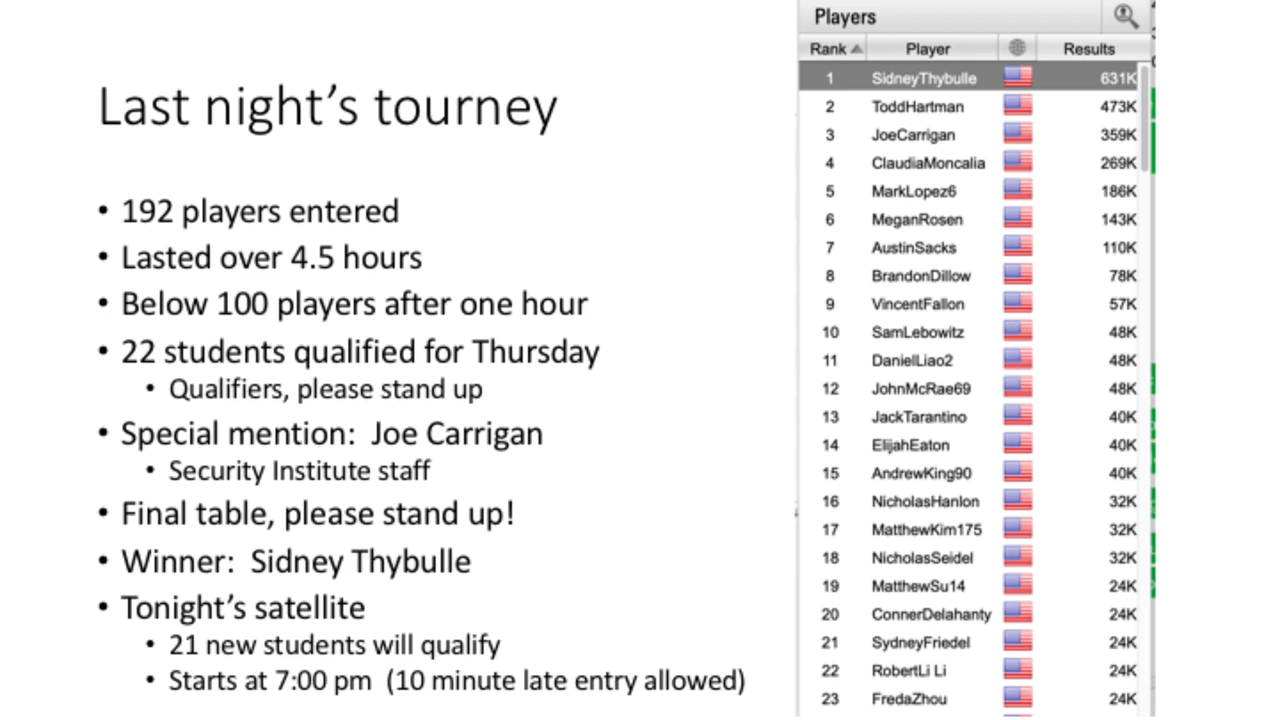 Last night's tourney
• 192 players entered
• Lasted over 4.5 hours
• Below 100 players after one hour
• 22 students qualified for Thursday
• Qualifiers, please stand up
• Special mention:  Joe Carrigan
• Security Institute staff
• Final table, please stand up!
• Winner:  Sidney Thybulle
• Tonight's satellite
• 21 new students will qualify
• Starts at 7:00 pm  (10 minute late entry allowed)
Players
Rank Player Results
1 SidneyThybulle 631K
2 ToddHartman 473K
3 JoeCarrigan 359K
4 ClaudiaMoncalia 269K
5 MarkLopez6 186K
6 MeganRosen 143K
7 AustinSacks 110K
8 BrandonDillow 78K
9 VincentFallon 57K
10 SamLebowitz 48K
11 DanielLiao2 48K
12 JohnMcRae69 48K
13 JackTarantino 40K
14 ElijahEaton 40K
15 AndrewKing90 40K
16 NicholasHanlon 32K
17 MatthewKim175 32K
18 NicholasSeidel 32K
19 MatthewSu14 24K
20 ConnerDelahanty 24K
21 SydneyFriedel 24K
22 RobertLi Li 24K
23 FredaZhou 24K